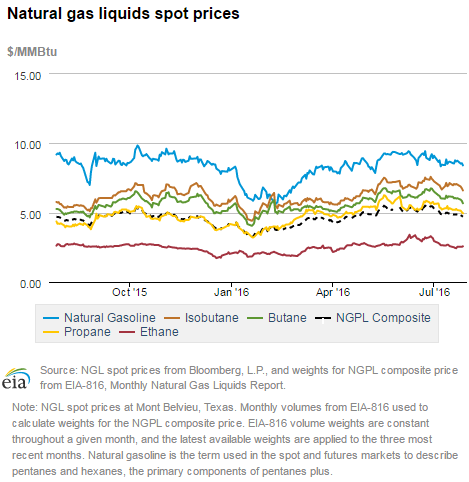 Natural gas liquids spot prices
$/MMBtu
15.00
10.00
5.00
0.00
Oct '15 Jan '16 Apr '16 Jul '16
Natural Gasoline Isobutane Butane NGPL Composite
Propane Ethane
eia
Source: NGL spot prices from Bloomberg, L.P., and weights for NGPL composite price
from EIA-816, Monthly Natural Gas Liquids Report.
Note: NGL spot prices at Mont Belvieu, Texas. Monthly volumes from EIA-816 used to
calculate weights for the NGPL composite price. EIA-816 volume weights are constant
throughout a given month, and the latest available weights are applied to the three most
recent months. Natural gasoline is the term used in the spot and futures markets to describe
pentanes and hexanes, the primary components of pentanes plus.